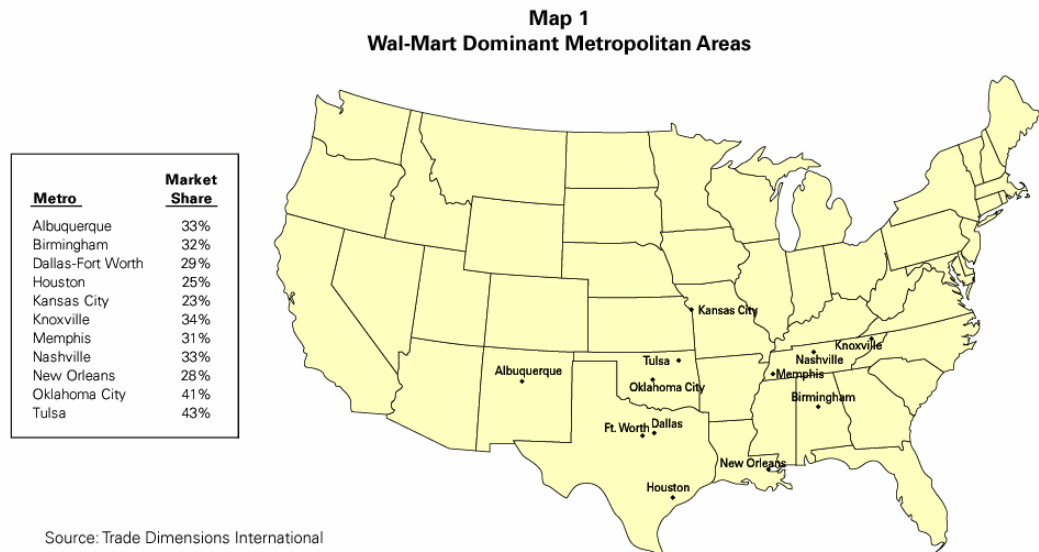 Map 1
Wal-Mart Dominant Metropolitan Areas
Market
Metro Share
Albuquerque 33%
Birmingham 32%
Dallas-Fort Worth 29%
Houston 25%
Kansas City 23%
Knoxville 34%
Memphis 31%
Nashville 33%
New Orleans 28%
Oklahoma City 41%
Tulsa 43%
Kansas City
Knoxville
Nashville
Tulsa
Albuquerque
Memphis
Oklahoma City
Birmingham
Ft. Worth Dallas
New Orleans
Houston
Source: Trade Dimensions International